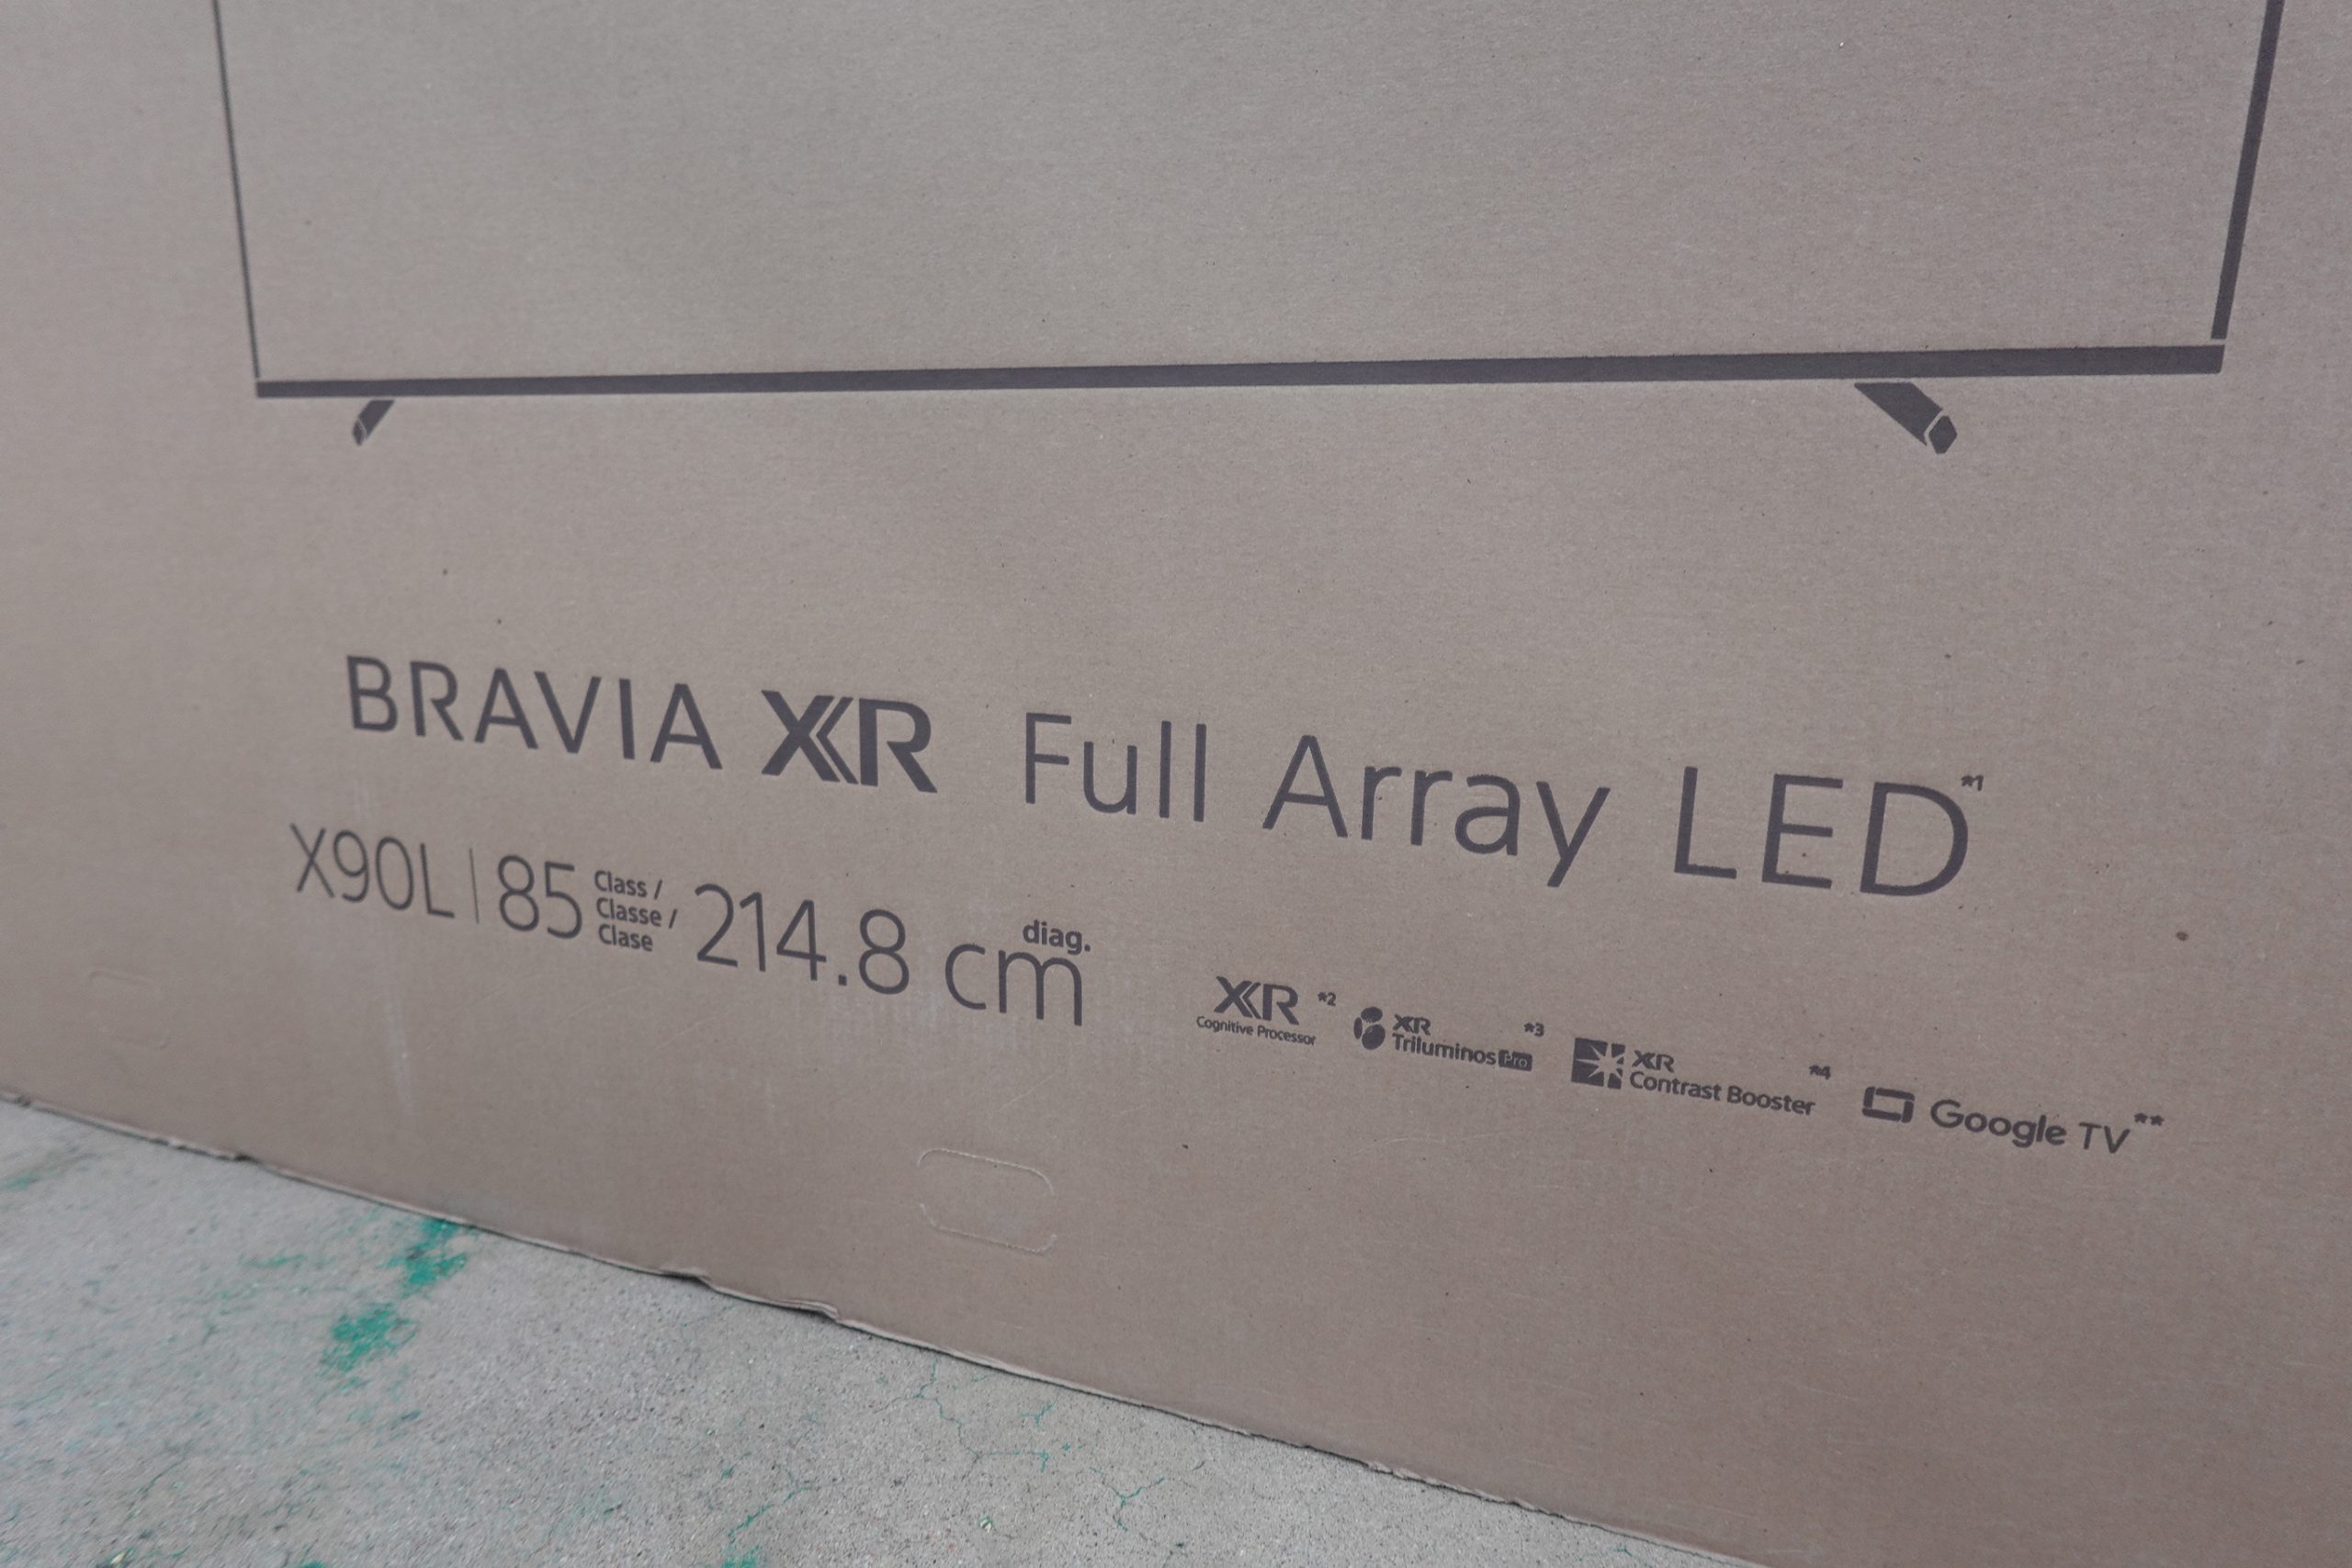 BRAVIA XR Full Array LED*1
X90L | 85 Class / Classe / Clase 214.8 cm diag.
XR *2
Cognitive Processor
XR *3
Triluminos Pro
XR *4
Contrast Booster
Google TV**